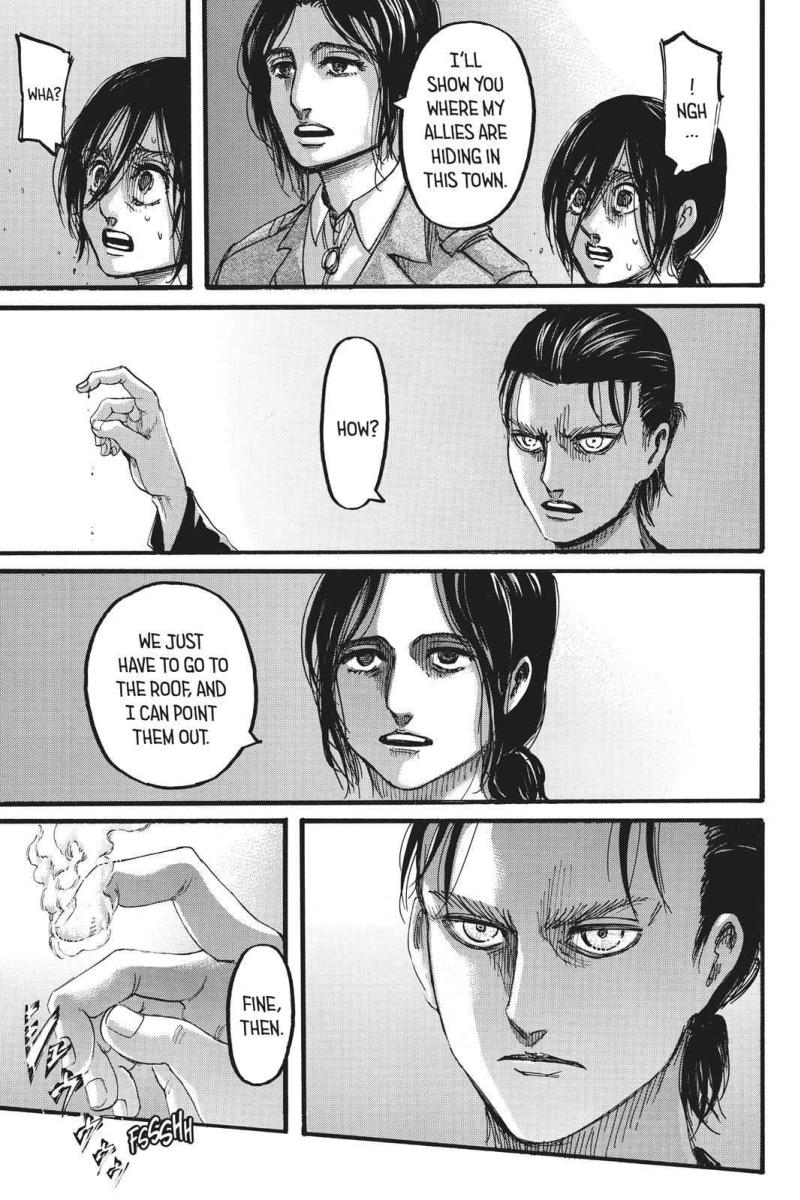 !
NGH
...
I'LL
SHOW YOU
WHERE MY
ALLIES ARE
HIDING IN
THIS TOWN.
WHA?
HOW?
WE JUST
HAVE TO GO TO
THE ROOF, AND
I CAN POINT
THEM OUT.
FINE,
THEN.
FSSSHH